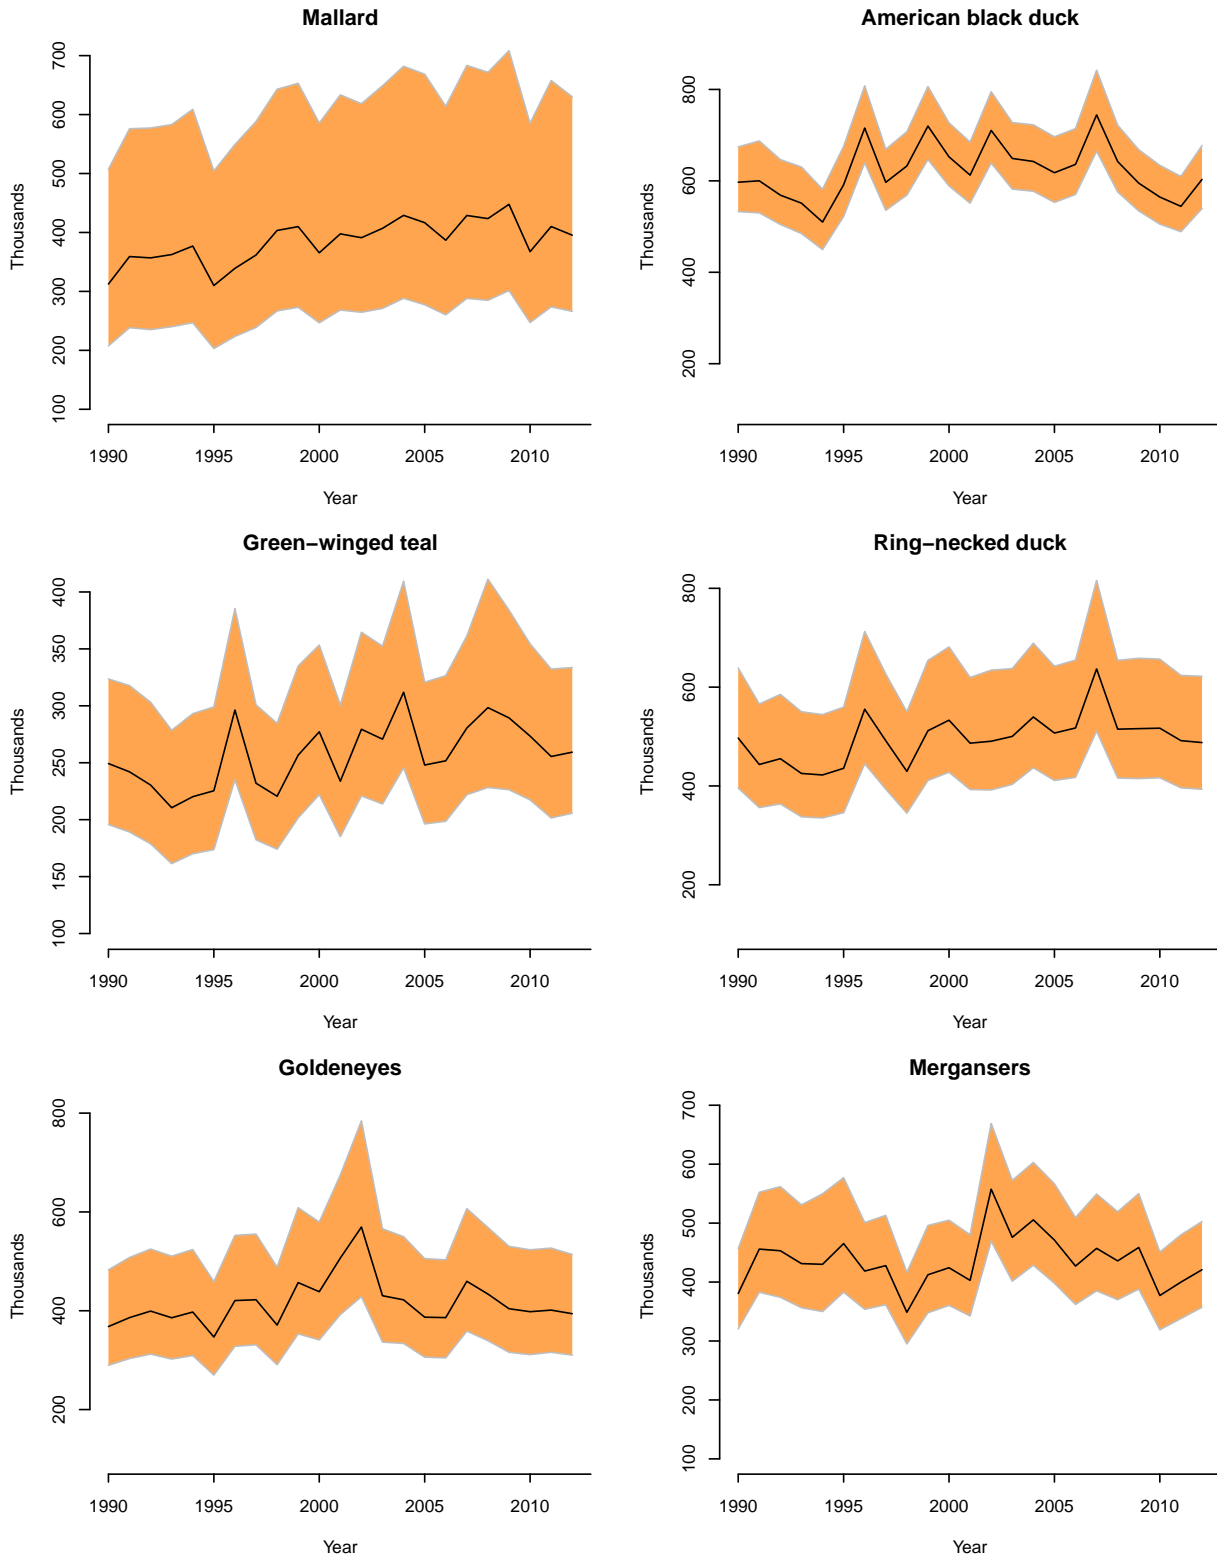 Mallard
Thousands
700
600
500
400
300
200
100
1990 1995 2000 2005 2010
Year
American black duck
Thousands
800
600
400
200
1990 1995 2000 2005 2010
Year
Green−winged teal
Thousands
400
350
300
250
200
150
100
1990 1995 2000 2005 2010
Year
Ring−necked duck
Thousands
800
600
400
200
1990 1995 2000 2005 2010
Year
Goldeneyes
Thousands
800
600
400
200
1990 1995 2000 2005 2010
Year
Mergansers
Thousands
700
600
500
400
300
200
100
1990 1995 2000 2005 2010
Year